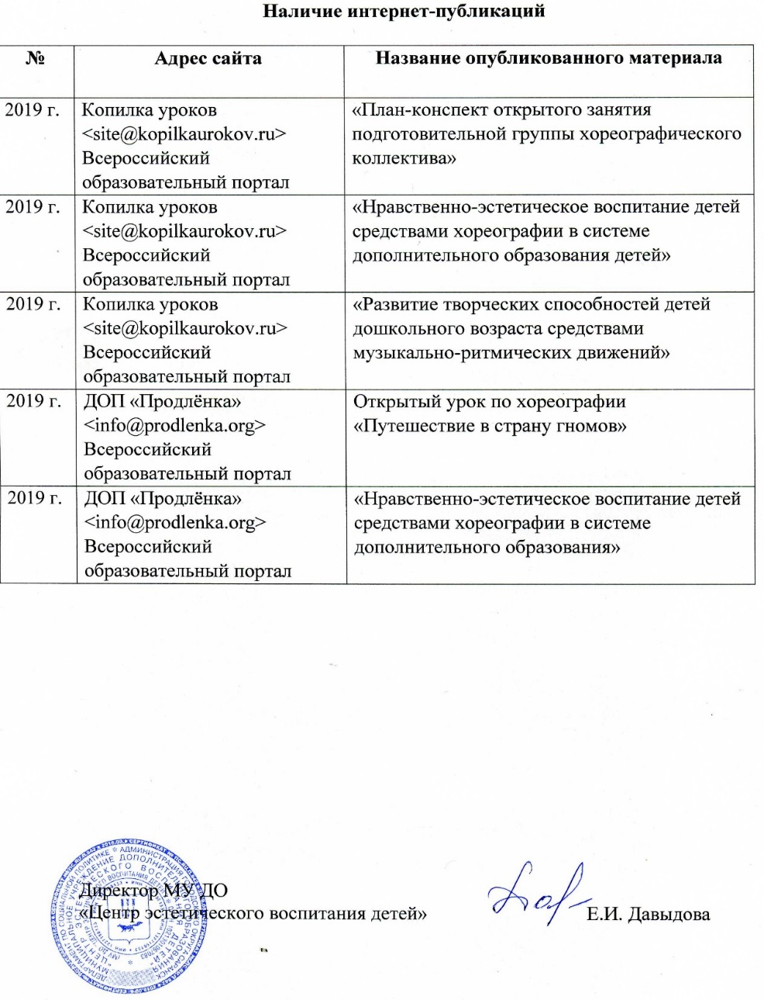 Наличие интернет-публикаций
№ Адрес сайта Название опубликованного материала
2019 г. Копилка уроков «План-конспект открытого занятия
<site@kopilkaurokov.ru> подготовительной группы хореографического
Всероссийский коллектива»
образовательный портал
2019 г. Копилка уроков «Нравственно-эстетическое воспитание детей
<site@kopilkaurokov.ru> средствами хореографии в системе
Всероссийский дополнительного образования детей»
образовательный портал
2019 г. Копилка уроков «Развитие творческих способностей детей
<site@kopilkaurokov.ru> дошкольного возраста средствами
Всероссийский музыкально-ритмических движений»
образовательный портал
2019 г. ДОП «Продлёнка» Открытый урок по хореографии
<info@prodlenka.org> «Путешествие в страну гномов»
Всероссийский
образовательный портал
2019 г. ДОП «Продлёнка» «Нравственно-эстетическое воспитание детей
<info@prodlenka.org> средствами хореографии в системе
Всероссийский дополнительного образования»
образовательный портал
Директор МУ ДО
«Центр эстетического воспитания детей» Е.И. Давыдова